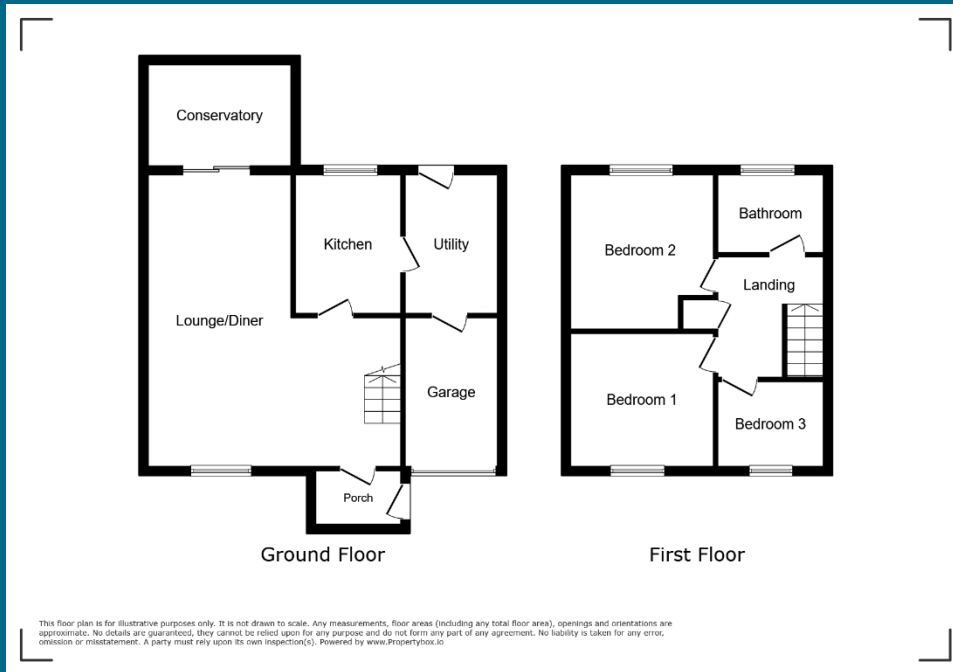 Conservatory
Kitchen
Utility
Lounge/Diner
Garage
Porch
Ground Floor
Bathroom
Bedroom 2
Landing
Bedroom 1
Bedroom 3
First Floor
This floor plan is for illustrative purposes only. It is not drawn to scale. Any measurements, floor areas (including any total floor area), openings and orientations are
approximate. No details are guaranteed, they cannot be relied upon for any purpose and do not form any part of any agreement. No liability is taken for any error,
omission or misstatement. A party must rely upon its own inspection(s). Powered by www.Propertybox.io